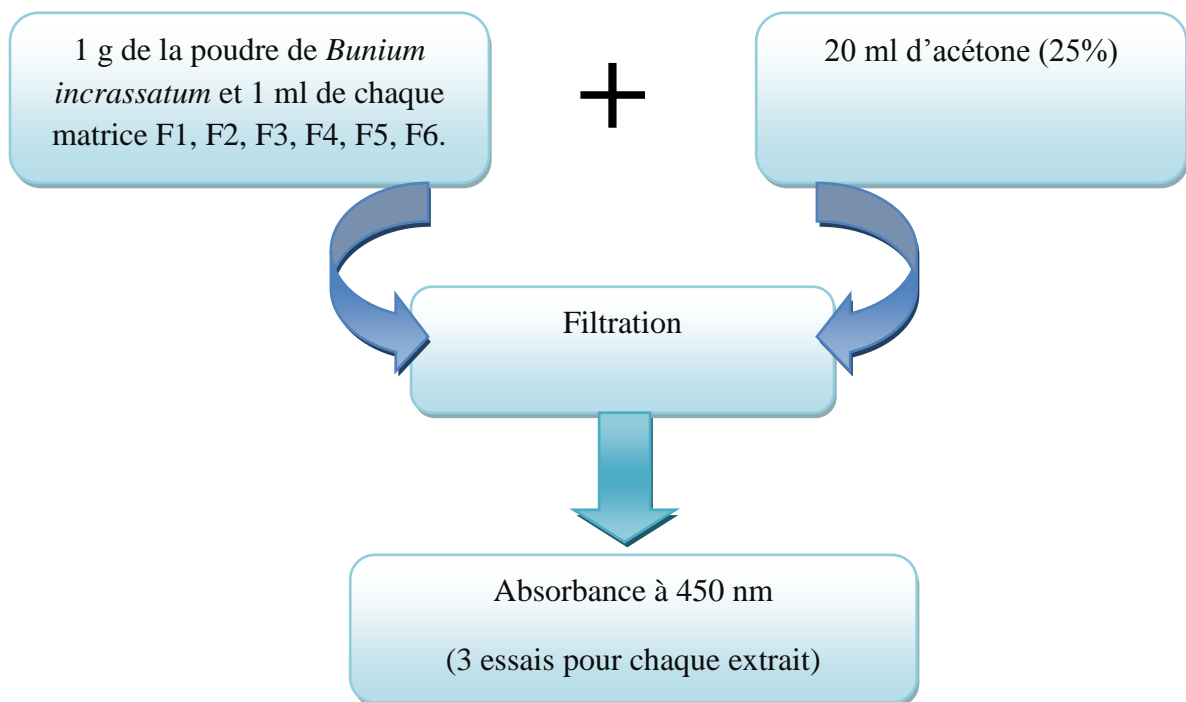 1 g de la poudre de Bunium
incrassatum et 1 ml de chaque
matrice F1, F2, F3, F4, F5, F6.
+
20 ml d’acétone (25%)
Filtration
Absorbance à 450 nm
(3 essais pour chaque extrait)